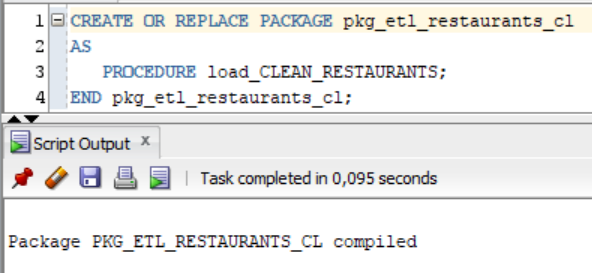 1 CREATE OR REPLACE PACKAGE pkg_etl_restaurants_cl
2 AS
3 PROCEDURE load_CLEAN_RESTAURANTS;
4 END pkg_etl_restaurants_cl;
Script Output x
Task completed in 0,095 seconds
Package PKG_ETL_RESTAURANTS_CL compiled